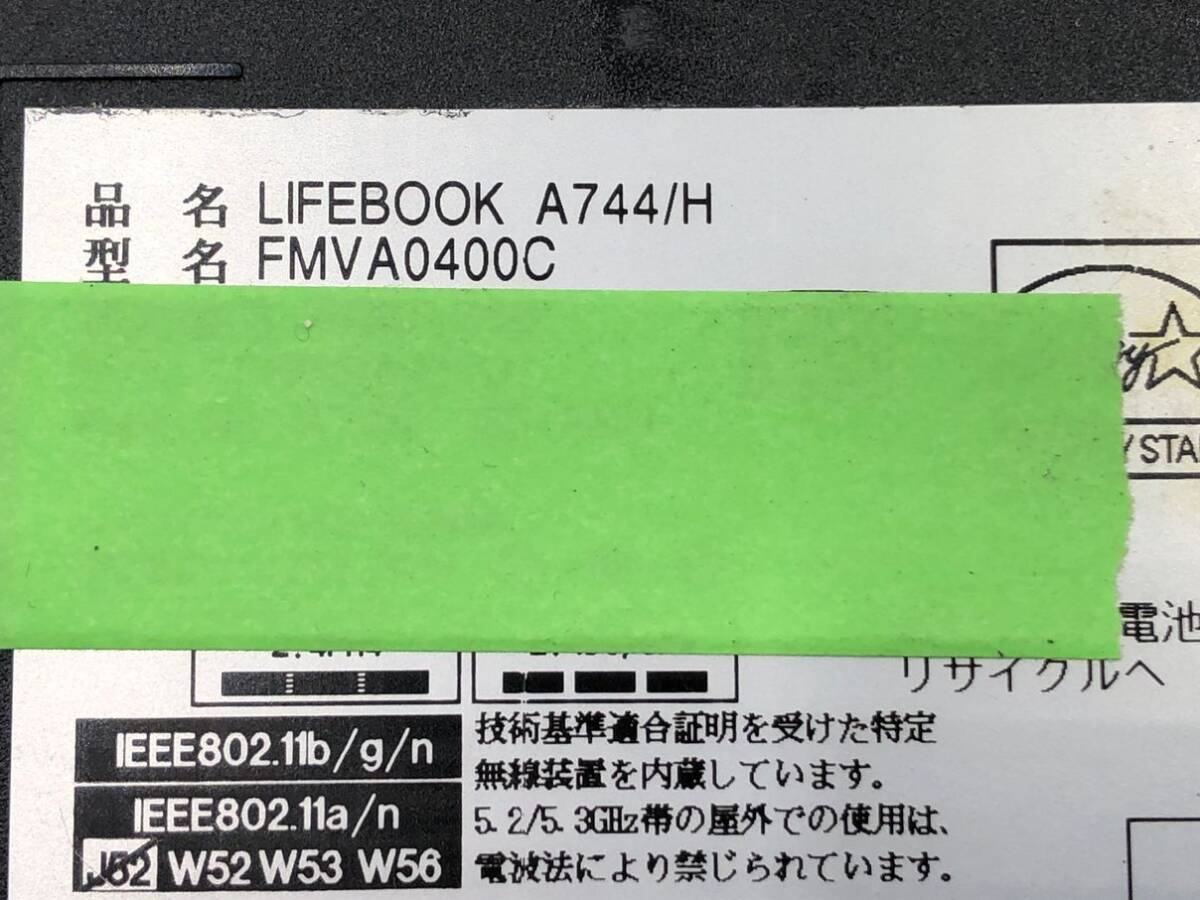 品 名 LIFEBOOK A744/H
型 名 FMVA0400C
電池
リサイクルへ
IEEE802.11b/g/n
IEEE802.11a/n
J52 W52 W53 W56
技術基準適合証明を受けた特定
無線装置を内蔵しています。
5.2/5.3GHz帯の屋外での使用は、
電波法により禁じられています。